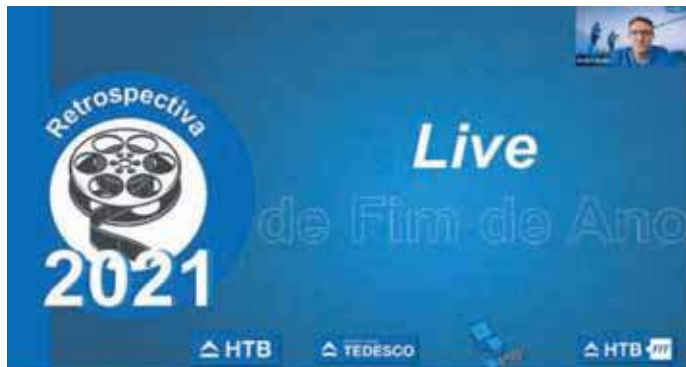 Retrospectiva
2021
Live
de Fim de Ano
HTB
TEDESCO
HTB